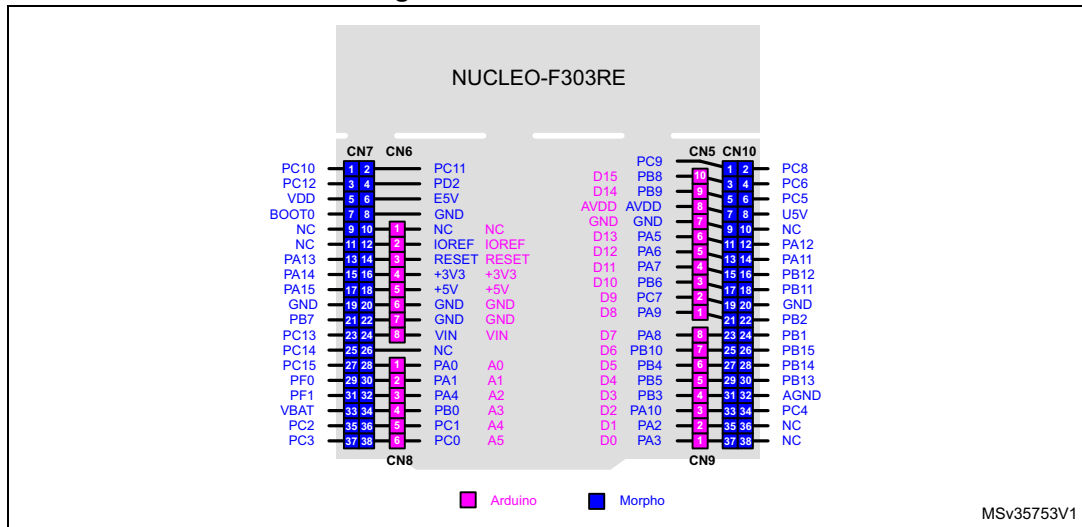 NUCLEO-F303RE
CN7 CN6 CN5 CN10
PC9
PC10 1 2 PC11 1 2 PC8
PC12 3 4 PD2 D15 PB8 10 3 4 PC6
VDD 5 6 E5V D14 PB9 9 5 6 PC5
BOOT0 7 8 GND AVDD AVDD 8 7 8 U5V
NC 9 10 1 NC NC GND GND 7 9 10 NC
NC 11 12 2 IOREF IOREF D13 PA5 6 11 12 PA12
PA13 13 14 3 RESET RESET D12 PA6 5 13 14 PA11
PA14 15 16 4 +3V3 +3V3 D11 PA7 4 15 16 PB12
PA15 17 18 5 +5V +5V D10 PB6 3 17 18 PB11
GND 19 20 6 GND GND D9 PC7 2 19 20 GND
PB7 21 22 7 GND GND D8 PA9 1 21 22 PB2
PC13 23 24 8 VIN VIN D7 PA8 8 23 24 PB1
PC14 25 26 NC D6 PB10 7 25 26 PB15
PC15 27 28 1 PA0 A0 D5 PB4 6 27 28 PB14
PF0 29 30 2 PA1 A1 D4 PB5 5 29 30 PB13
PF1 31 32 3 PA4 A2 D3 PB3 4 31 32 AGND
VBAT 33 34 4 PB0 A3 D2 PA10 3 33 34 PC4
PC2 35 36 5 PC1 A4 D1 PA2 2 35 36 NC
PC3 37 38 6 PC0 A5 D0 PA3 1 37 38 NC
CN8 CN9
Arduino Morpho
MSv35753V1